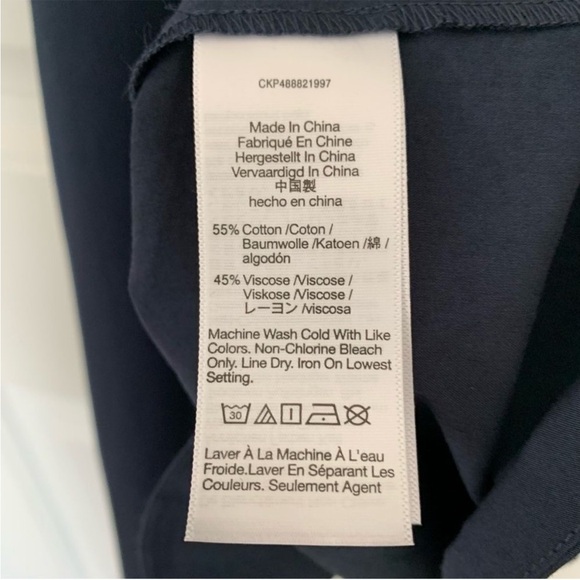 CKP488821997
Made In China
Fabriqué En Chine
Hergestellt In China
Vervaardigd In China
中国製
hecho en china
55% Cotton /Coton /
Baumwolle /Katoen /綿 /
algodón
45% Viscose /Viscose /
Viskose /Viscose /
レーヨン /viscosa
Machine Wash Cold With Like
Colors. Non-Chlorine Bleach
Only. Line Dry. Iron On Lowest
Setting.
30
Laver À La Machine À L'eau
Froide.Laver En Séparant Les
Couleurs. Seulement Agent